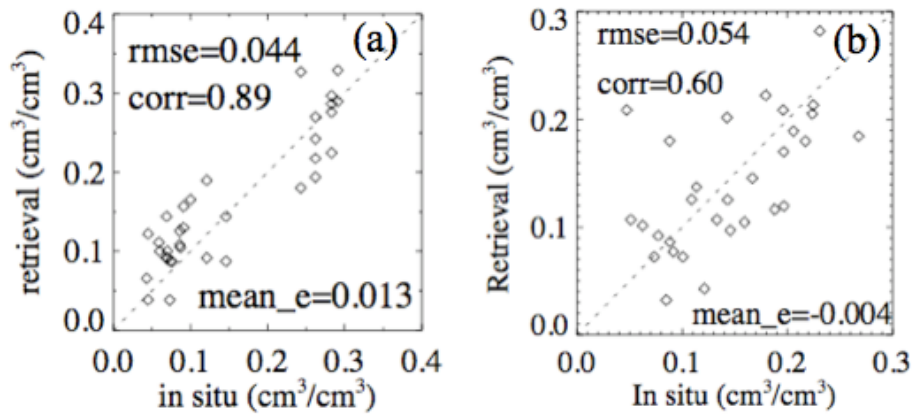 (a)
rmse=0.044
corr=0.89
mean_e=0.013
0.4
0.3
0.2
0.1
0.0
retrieval (cm³/cm³)
0.0 0.1 0.2 0.3 0.4
in situ (cm³/cm³)
(b)
rmse=0.054
corr=0.60
mean_e=-0.004
0.3
0.2
0.1
0.0
Retrieval (cm³/cm³)
0.0 0.1 0.2 0.3
In situ (cm³/cm³)